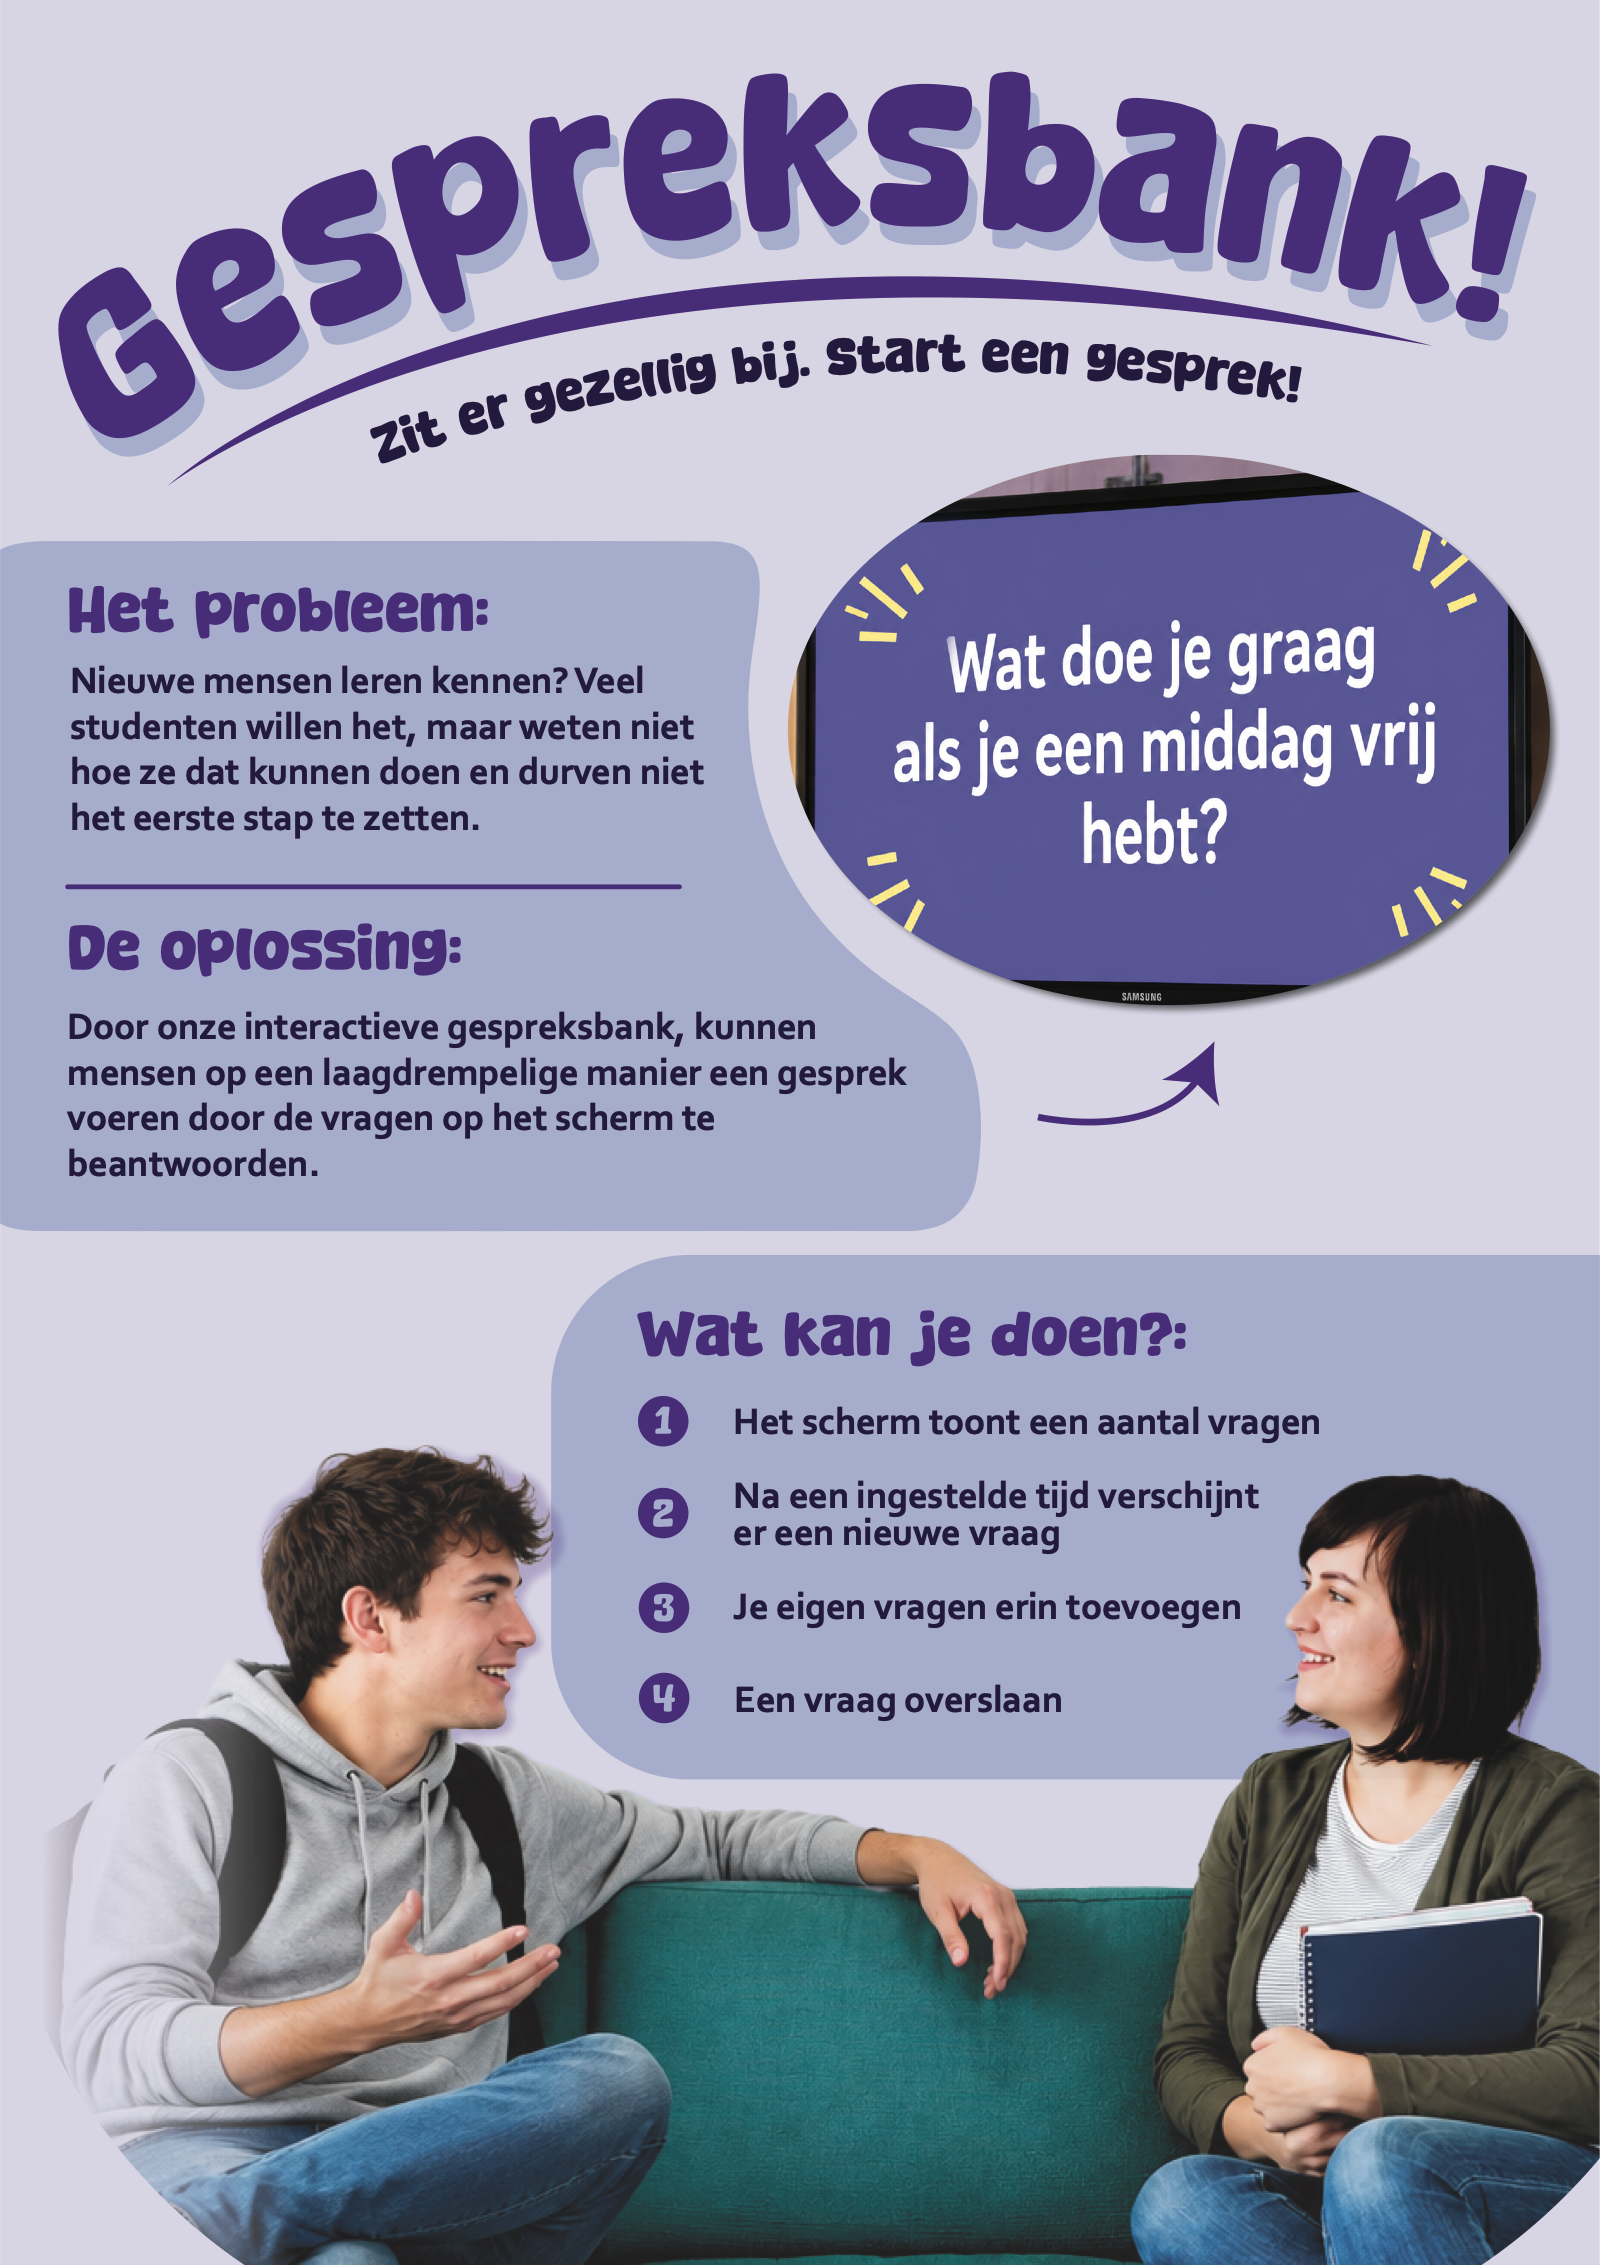 Gespreksbank!
Zit er gezellig bij. Start een gesprek!
Het probleem:
Nieuwe mensen leren kennen? Veel
studenten willen het, maar weten niet
hoe ze dat kunnen doen en durven niet
het eerste stap te zetten.
De oplossing:
Door onze interactieve gespreksbank, kunnen
mensen op een laagdrempelige manier een gesprek
voeren door de vragen op het scherm te
beantwoorden.
Wat doe je graag
als je een middag vrij
hebt?
SAMSUNG
Wat kan je doen?:
1 Het scherm toont een aantal vragen
2 Na een ingestelde tijd verschijnt
er een nieuwe vraag
3 Je eigen vragen erin toevoegen
4 Een vraag overslaan